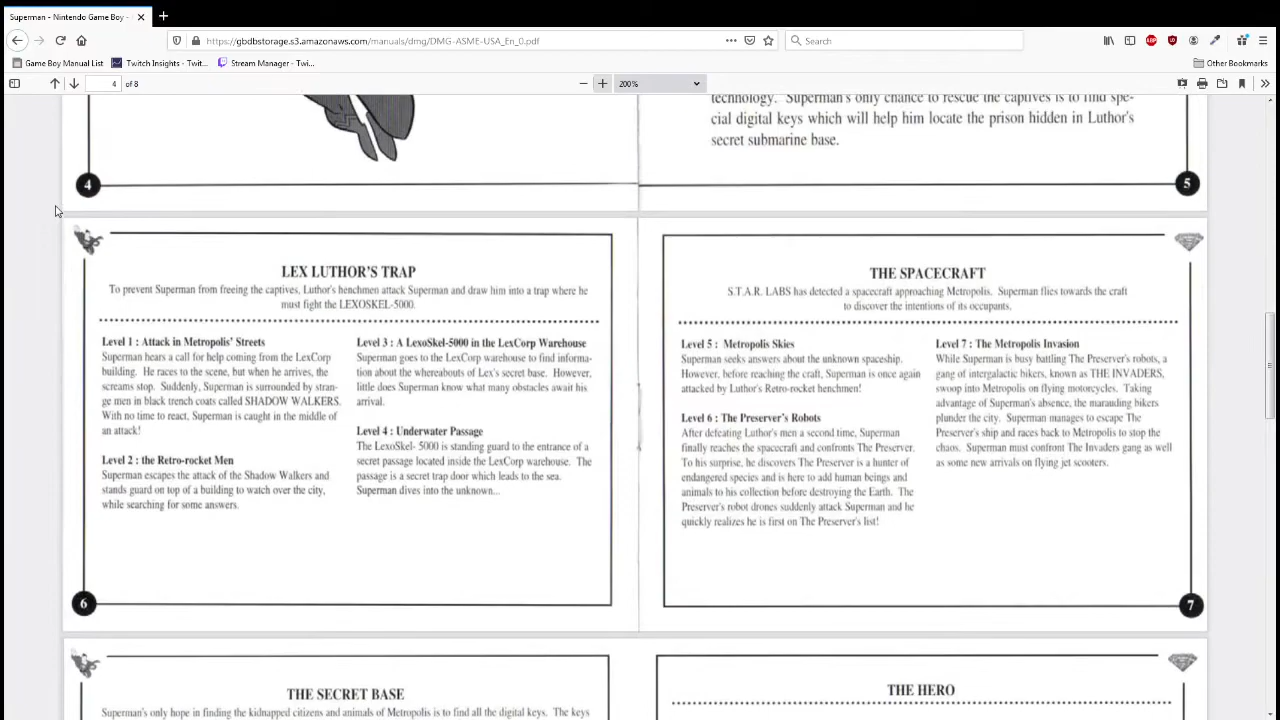 Superman - Nintendo Game Boy -
https://gbdbstorage.s3.amazonaws.com/manuals/dmg/DMG-ASME-USA_En_0.pdf
Search
Game Boy Manual List
Twitch Insights - Twit...
Stream Manager - Twi...
Other Bookmarks
4 of 8
200%
technology. Superman's only chance to rescue the captives is to find spe-
cial digital keys which will help him locate the prison hidden in Luthor's
secret submarine base.
4
5
LEX LUTHOR'S TRAP
To prevent Superman from freeing the captives, Luthor's henchmen attack Superman and draw him into a trap where he
must fight the LEXOSKEL-5000.
Level 1 : Attack in Metropolis' Streets
Superman hears a call for help coming from the LexCorp
building. He races to the scene, but when he arrives, the
screams stop. Suddenly, Superman is surrounded by stran-
ge men in black trench coats called SHADOW WALKERS.
With no time to react, Superman is caught in the middle of
an attack!
Level 2 : the Retro-rocket Men
Superman escapes the attack of the Shadow Walkers and
stands guard on top of a building to watch over the city,
while searching for some answers.
Level 3 : A LexoSkel-5000 in the LexCorp Warehouse
Superman goes to the LexCorp warehouse to find informa-
tion about the whereabouts of Lex's secret base. However,
little does Superman know what many obstacles await his
arrival.
Level 4 : Underwater Passage
The LexoSkel- 5000 is standing guard to the entrance of a
secret passage located inside the LexCorp warehouse. The
passage is a secret trap door which leads to the sea.
Superman dives into the unknown...
6
THE SPACECRAFT
S.T.A.R. LABS has detected a spacecraft approaching Metropolis. Superman flies towards the craft
to discover the intentions of its occupants.
Level 5 : Metropolis Skies
Superman seeks answers about the unknown spaceship.
However, before reaching the craft, Superman is once again
attacked by Luthor's Retro-rocket henchmen!
Level 6 : The Preserver's Robots
After defeating Luthor's men a second time, Superman
finally reaches the spacecraft and confronts The Preserver.
To his surprise, he discovers The Preserver is a hunter of
endangered species and is here to add human beings and
animals to his collection before destroying the Earth. The
Preserver's robot drones suddenly attack Superman and he
quickly realizes he is first on The Preserver's list!
Level 7 : The Metropolis Invasion
While Superman is busy battling The Preserver's robots, a
gang of intergalactic bikers, known as THE INVADERS,
swoop into Metropolis on flying motorcycles. Taking
advantage of Superman's absence, the marauding bikers
plunder the city. Superman manages to escape The
Preserver's ship and races back to Metropolis to stop the
chaos. Superman must confront The Invaders gang as well
as some new arrivals on flying jet scooters.
7
THE SECRET BASE
Superman's only hope in finding the kidnapped citizens and animals of Metropolis is to find all the digital keys. The keys
THE HERO